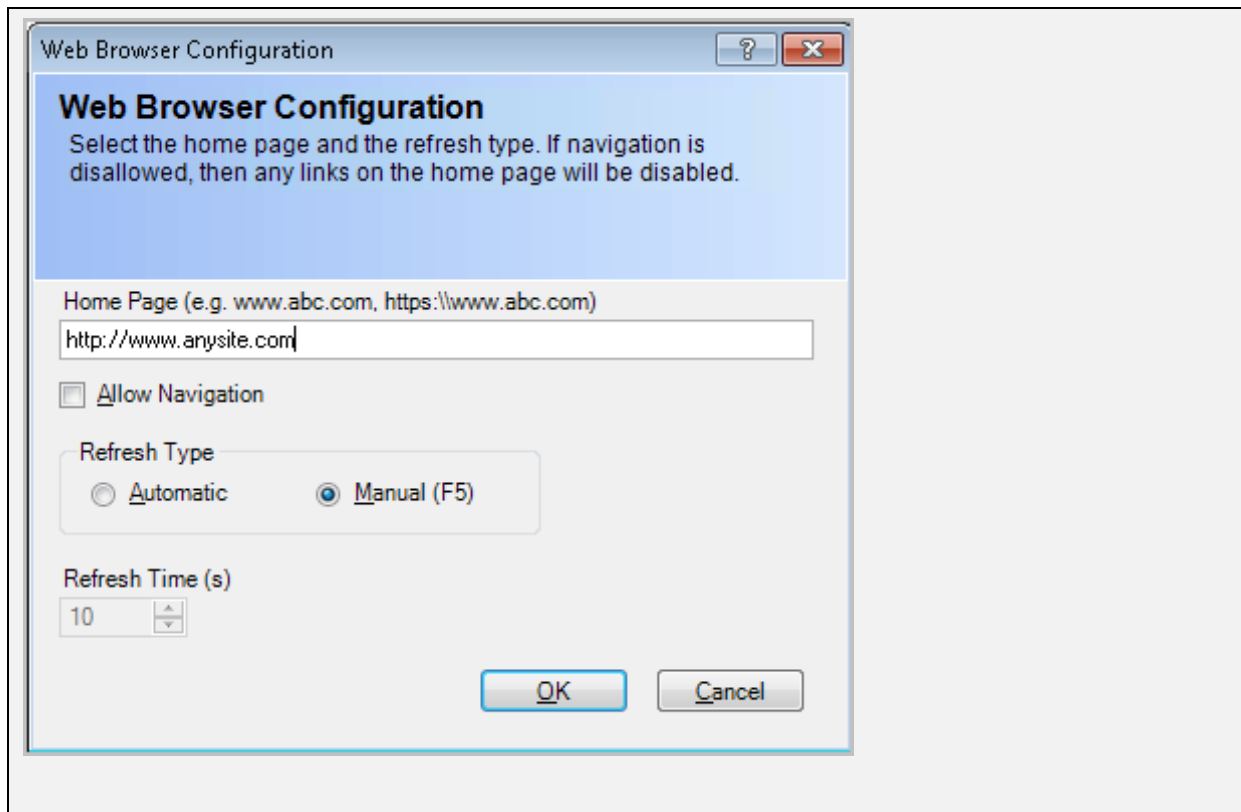 Web Browser Configuration
?
Web Browser Configuration
Select the home page and the refresh type. If navigation is
disallowed, then any links on the home page will be disabled.
Home Page (e.g. www.abc.com, https:\\www.abc.com)
http://www.anysite.com
Allow Navigation
Refresh Type
Automatic Manual (F5)
Refresh Time (s)
10
OK Cancel